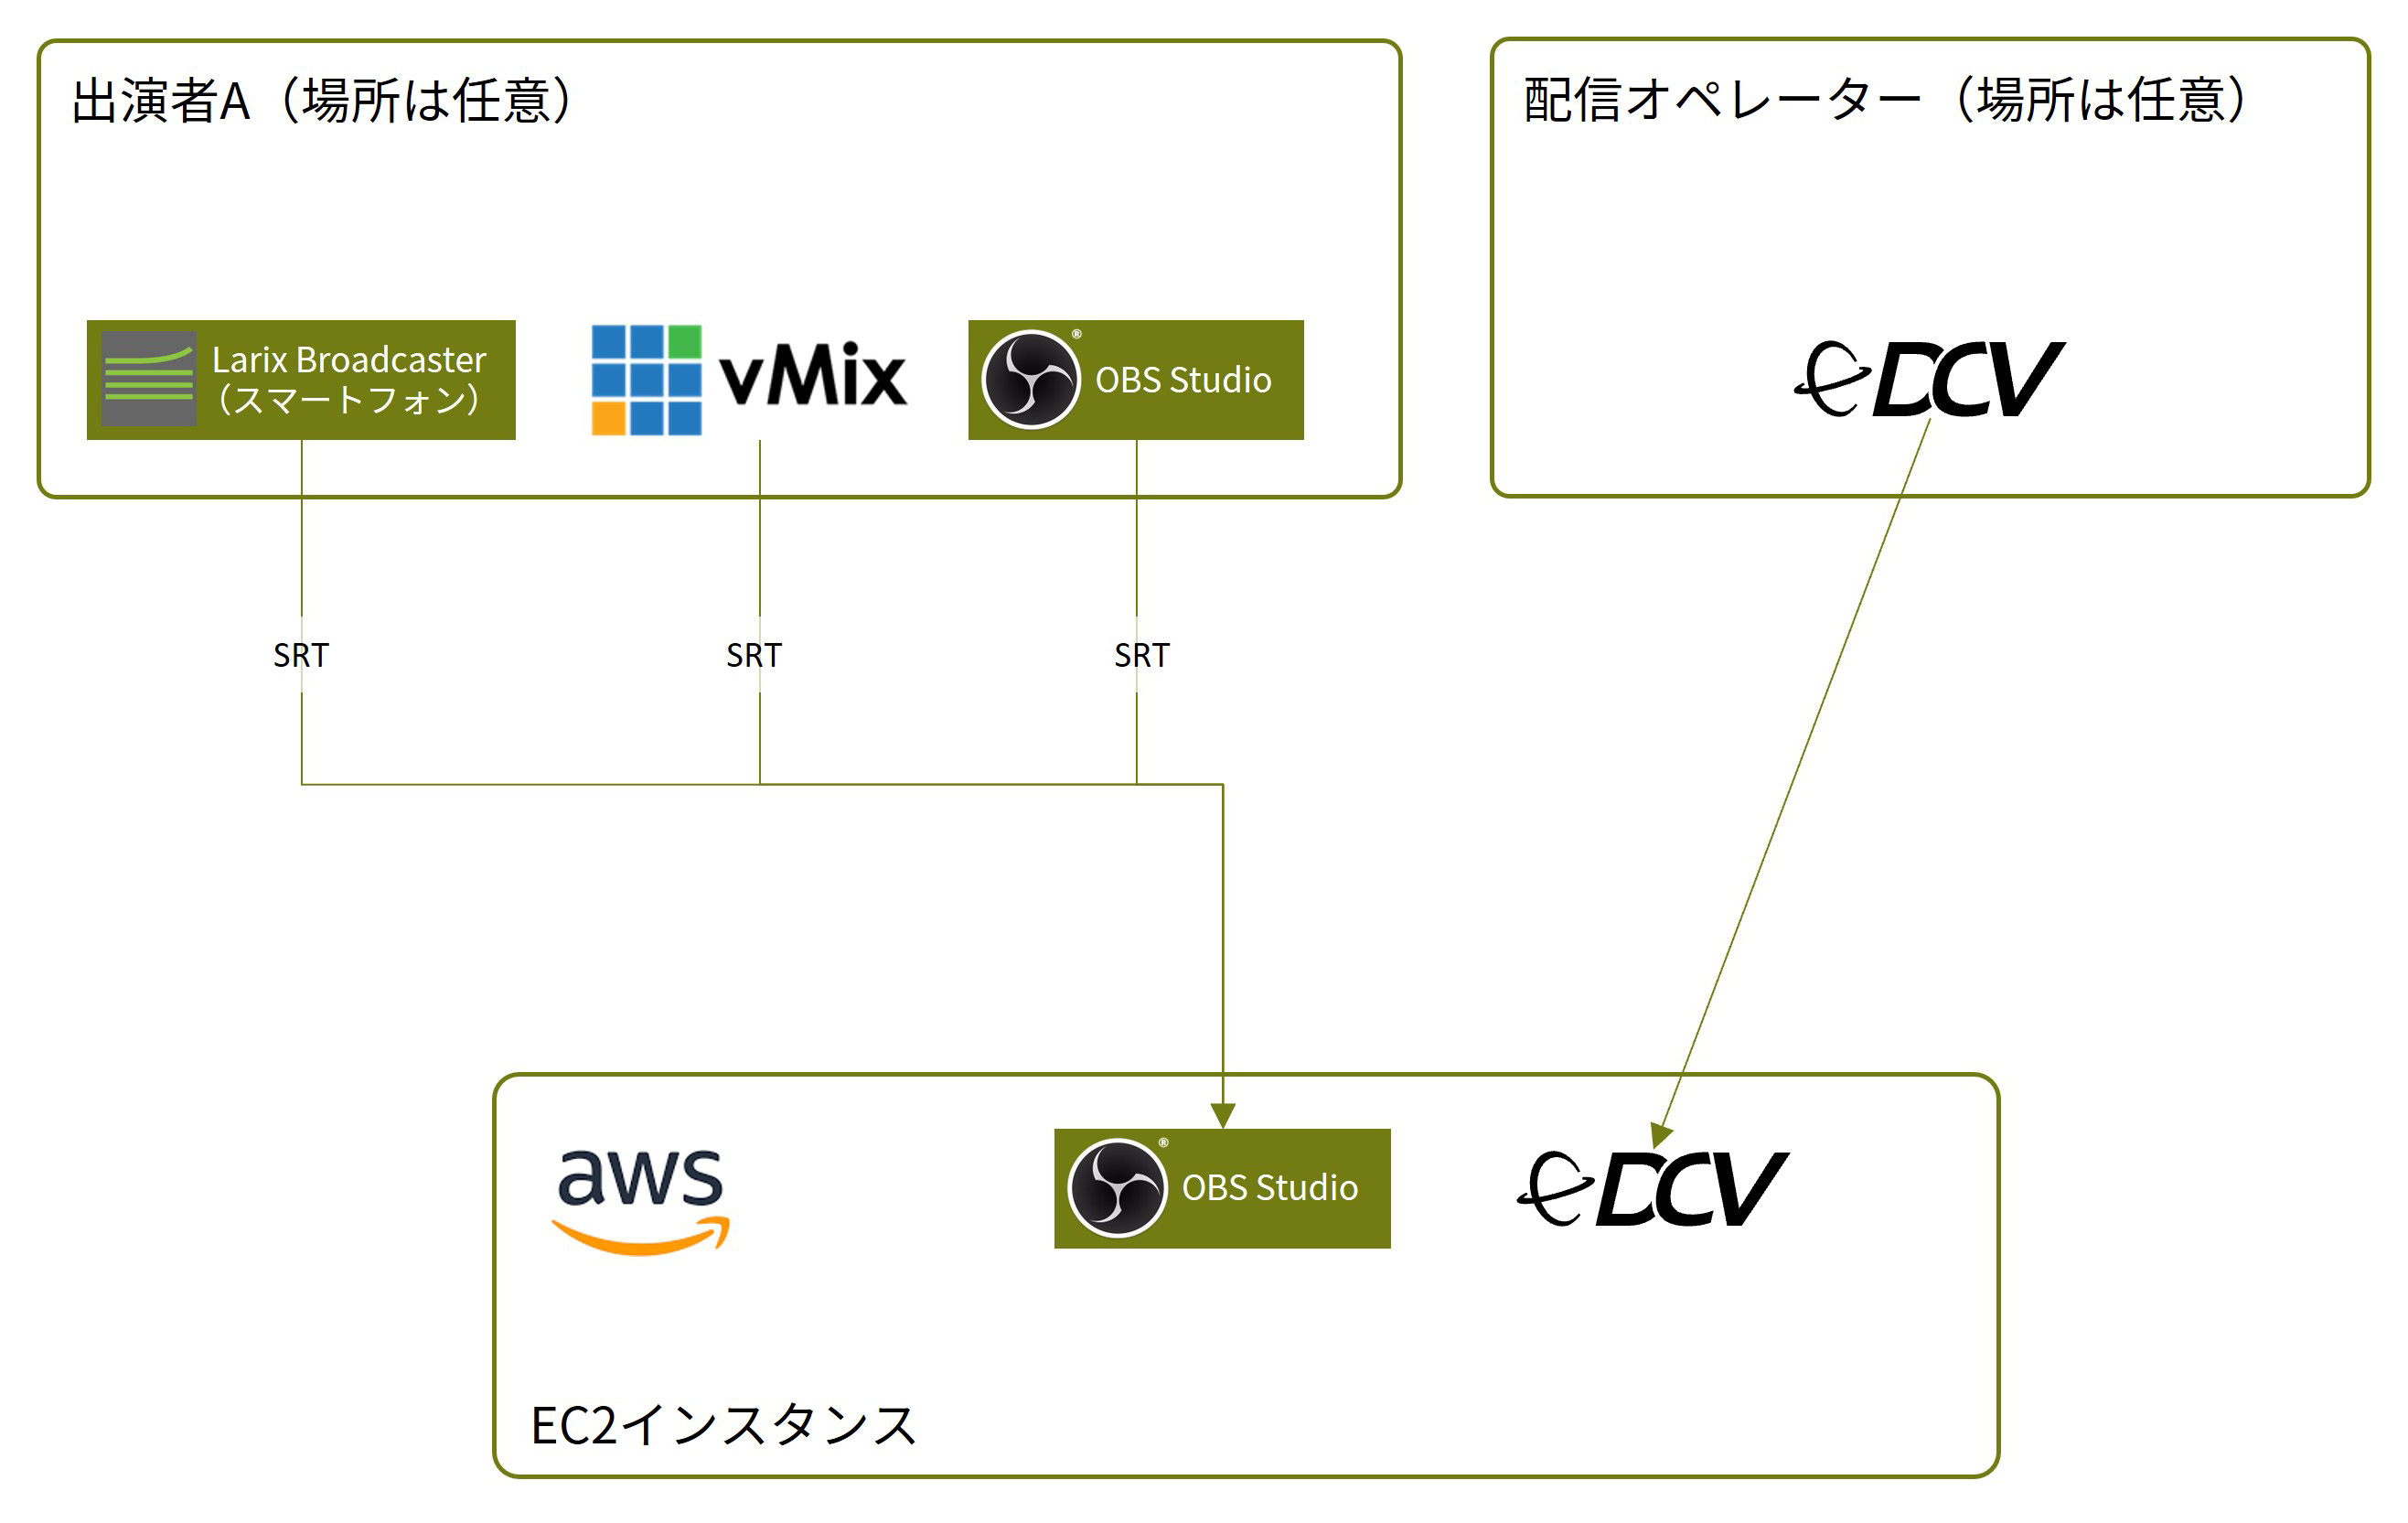 出演者A（場所は任意）
配信オペレーター（場所は任意）
Larix Broadcaster
（スマートフォン）
vMix
® OBS Studio
DCV
SRT
SRT
SRT
aws
® OBS Studio
DCV
EC2インスタンス